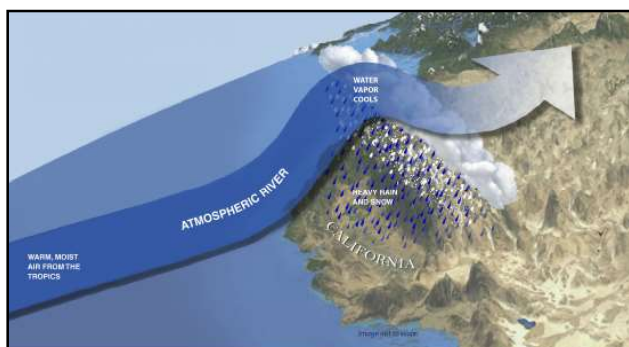 WATER
VAPOR
COOLS
ATMOSPHERIC RIVER
HEAVY RAIN
AND SNOW
CALIFORNIA
WARM, MOIST
AIR FROM THE
TROPICS
Image not to scale